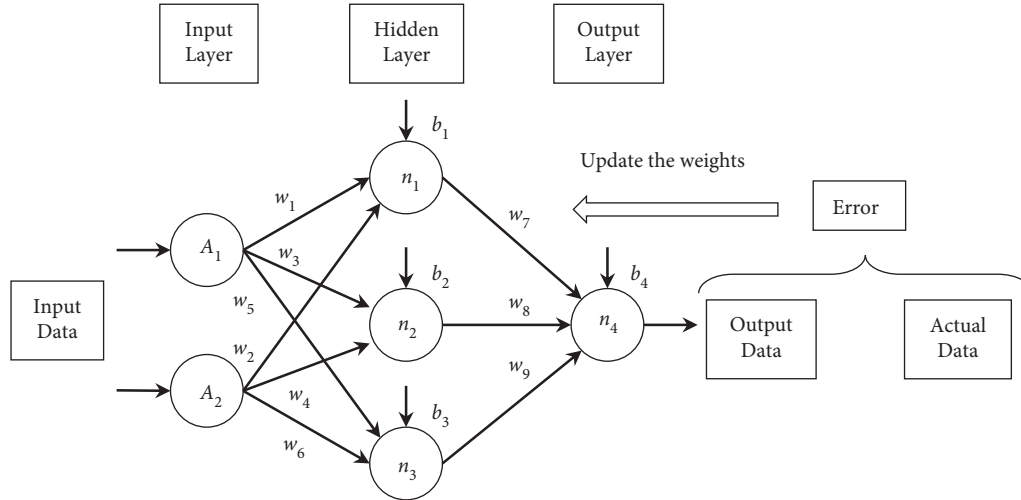 Input
Layer
Hidden
Layer
Output
Layer
b₁
n₁
Update the weights
w₁
w₇
Error
A₁
w₃
b₂
b₄
w₅
Input
Data
n₂
w₈
n₄
Output
Data
Actual
Data
w₂
w₉
A₂
w₄
b₃
w₆
n₃